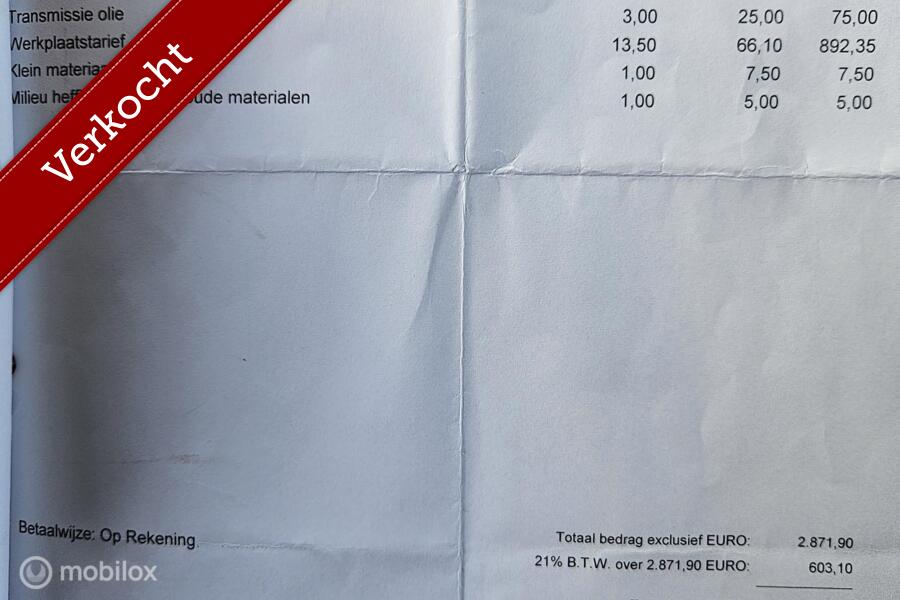 Transmissie olie 3,00 25,00 75,00
Werkplaatstarief 13,50 66,10 892,35
Klein 1,00 7,50 7,50
Milieu oude materialen 1,00 5,00 5,00
Verkocht
Betaalwijze: Op Rekening.
Totaal bedrag exclusief EURO: 2.871,90
21% B.T.W. over 2.871,90 EURO: 603,10
mobilox